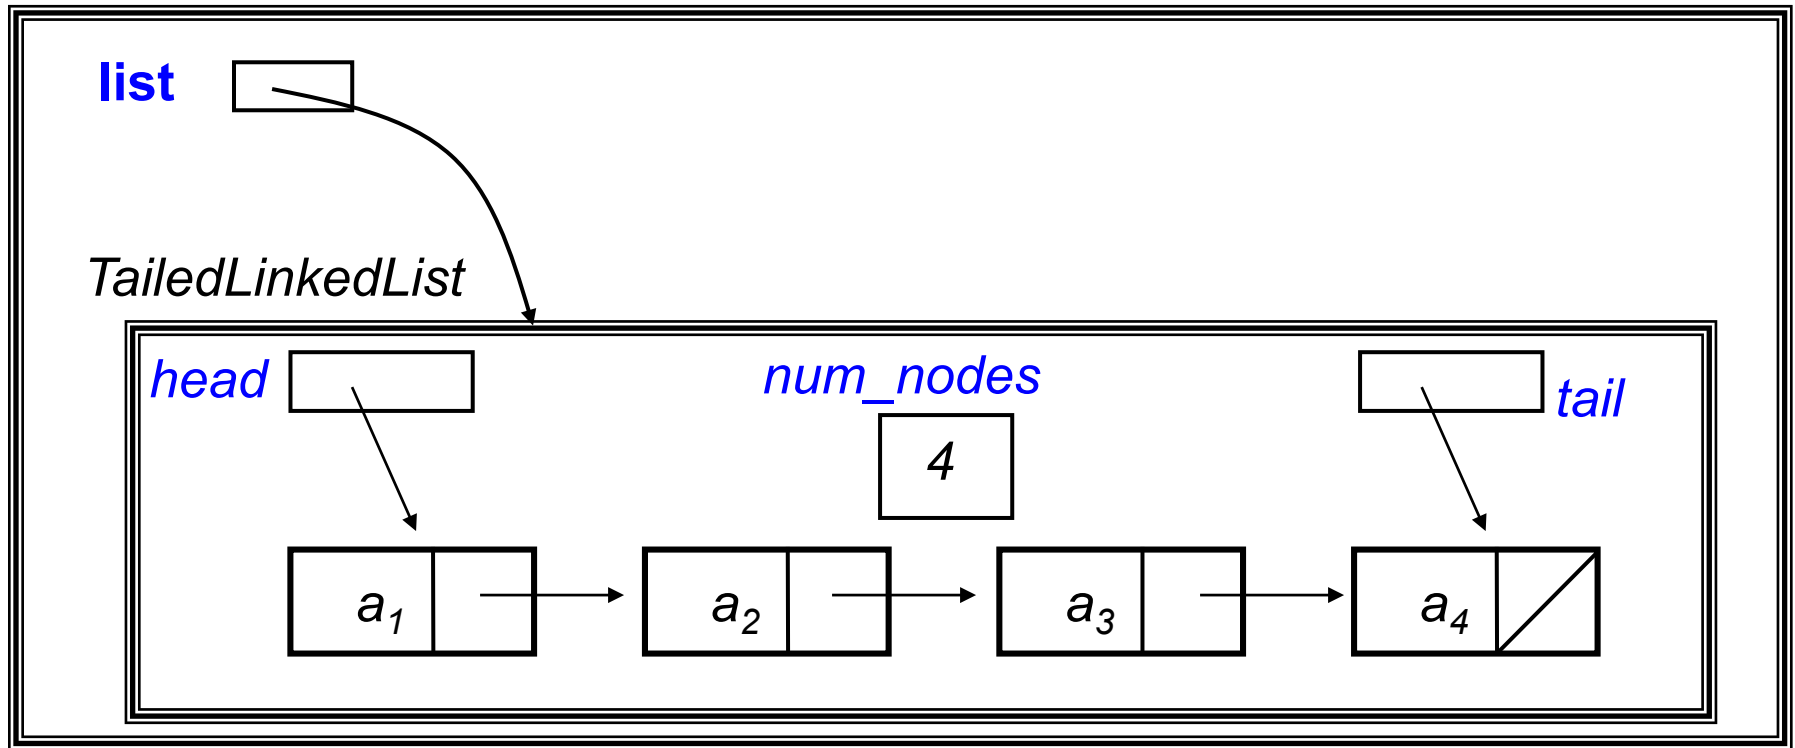 list
TailedLinkedList
head
num_nodes
tail
4
a1
a2
a3
a4